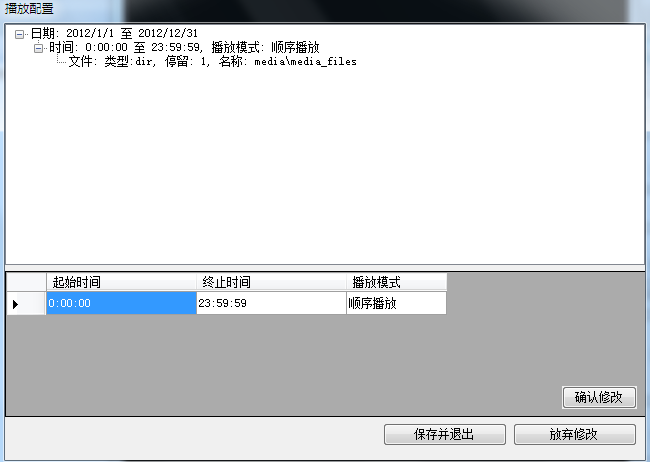 播放配置
日期: 2012/1/1 至 2012/12/31
时间: 0:00:00 至 23:59:59, 播放模式: 顺序播放
文件: 类型:dir, 停留: 1, 名称: media\media_files
起始时间 终止时间 播放模式
0:00:00 23:59:59 顺序播放
确认修改
保存并退出 放弃修改